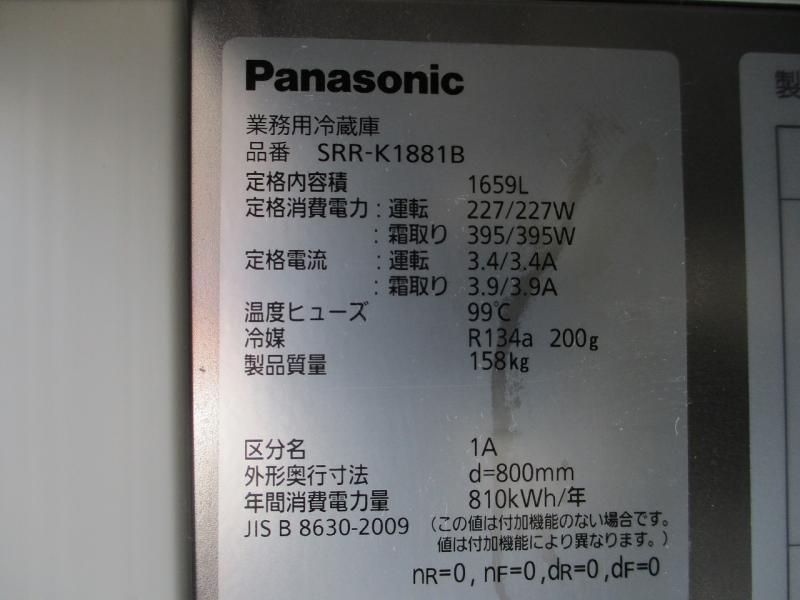 Panasonic
業務用冷蔵庫
品番 SRR-K1881B
定格内容積 1659L
定格消費電力:運転 227/227W
:霜取り 395/395W
定格電流 :運転 3.4/3.4A
:霜取り 3.9/3.9A
温度ヒューズ 99℃
冷媒 R134a 200g
製品質量 158kg
区分名 1A
外形奥行寸法 d=800mm
年間消費電力量 810kWh/年
JIS B 8630-2009 (この値は付加機能のない場合です。
値は付加機能により異なります。)
nR=0, nF=0,dR=0,dF=0
製